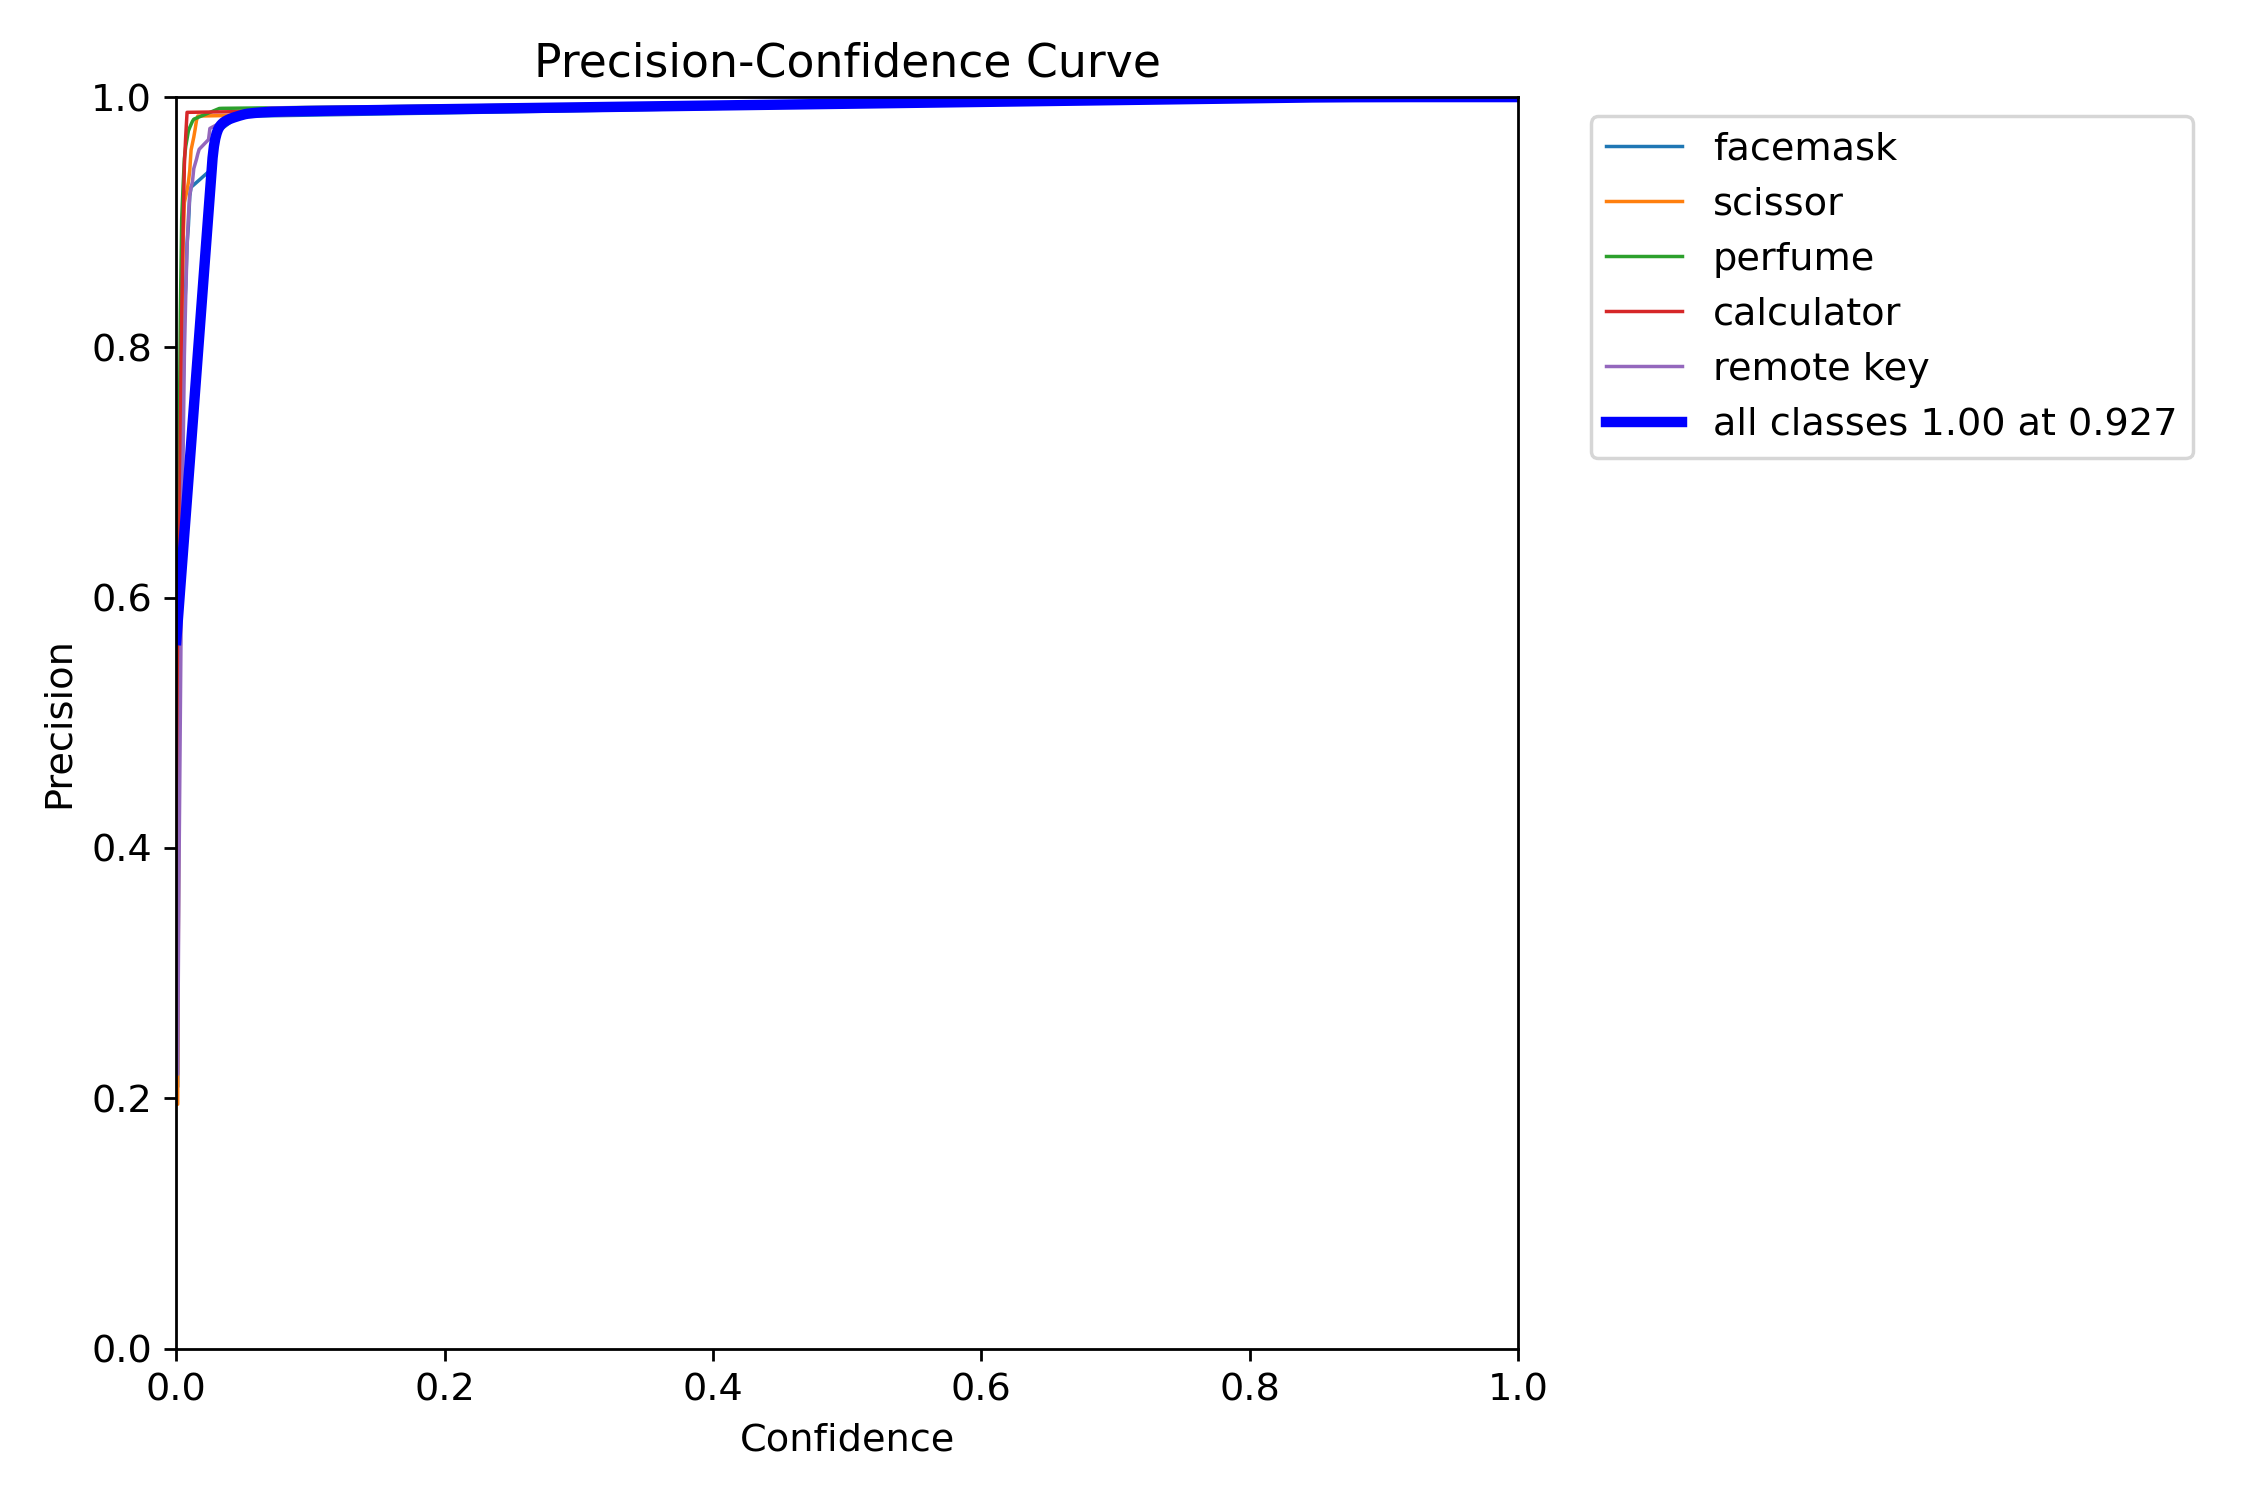 Precision-Confidence Curve
1.0
0.8
0.6
0.4
0.2
0.0
Precision
0.0 0.2 0.4 0.6 0.8 1.0
Confidence
facemask
scissor
perfume
calculator
remote key
all classes 1.00 at 0.927